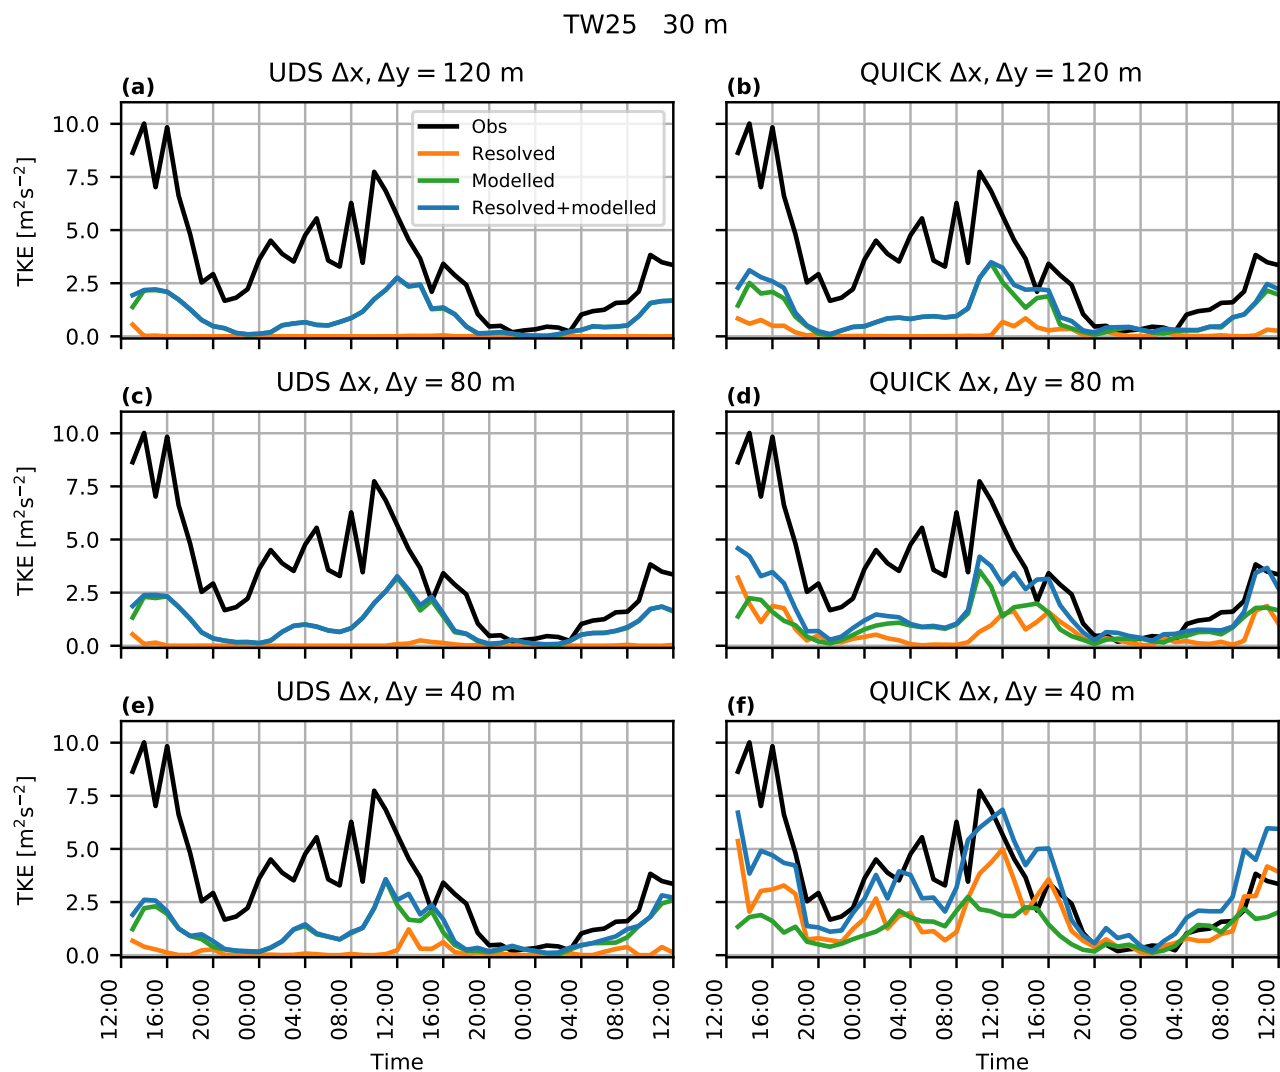 TW25 30 m
UDS Δx, Δy = 120 m
(a)
10.0
7.5
5.0
2.5
0.0
TKE [m²s⁻²]
Obs
Resolved
Modelled
Resolved+modelled
QUICK Δx, Δy = 120 m
(b)
UDS Δx, Δy = 80 m
(c)
10.0
7.5
5.0
2.5
0.0
TKE [m²s⁻²]
QUICK Δx, Δy = 80 m
(d)
UDS Δx, Δy = 40 m
(e)
10.0
7.5
5.0
2.5
0.0
TKE [m²s⁻²]
12:00
16:00
20:00
00:00
04:00
08:00
12:00
16:00
20:00
00:00
04:00
08:00
12:00
Time
QUICK Δx, Δy = 40 m
(f)
12:00
16:00
20:00
00:00
04:00
08:00
12:00
16:00
20:00
00:00
04:00
08:00
12:00
Time